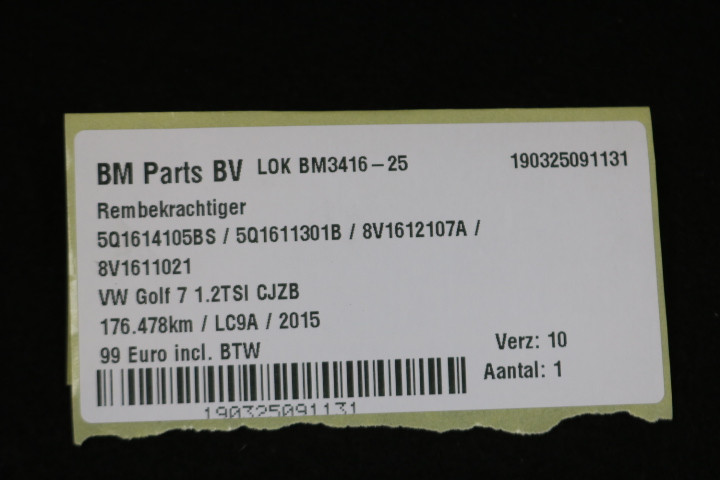 BM Parts BV LOK BM3416-25 190325091131
Rembekrachtiger
5Q1614105BS / 5Q1611301B / 8V1612107A /
8V1611021
VW Golf 7 1.2TSI CJZB
176.478km / LC9A / 2015
99 Euro incl. BTW
Verz: 10
Aantal: 1
190325091131